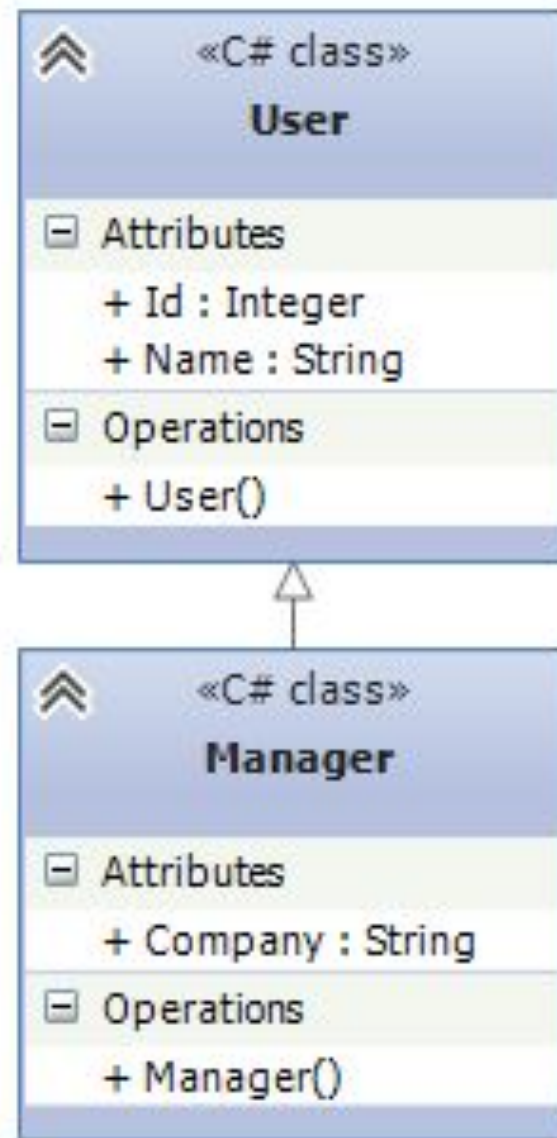 «C# class»
User
Attributes
+ Id : Integer
+ Name : String
Operations
+ User()
«C# class»
Manager
Attributes
+ Company : String
Operations
+ Manager()